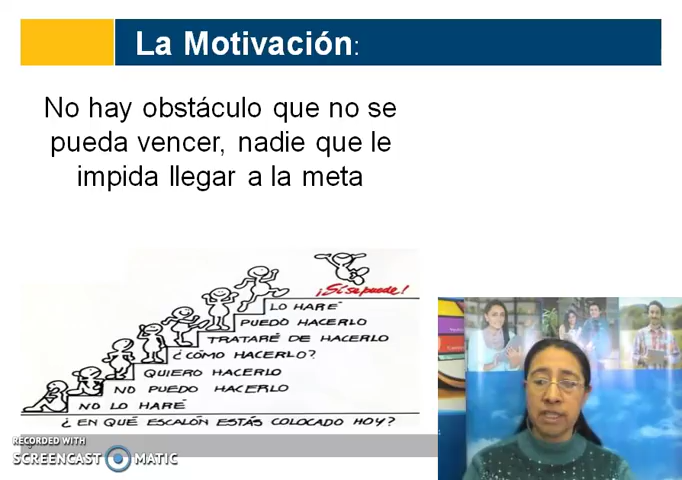 La Motivación:
No hay obstáculo que no se
pueda vencer, nadie que le
impida llegar a la meta
¡Sí se puede!
LO HARÉ
PUEDO HACERLO
TRATARÉ DE HACERLO
¿CÓMO HACERLO?
QUIERO HACERLO
NO PUEDO HACERLO
NO LO HARÉ
¿EN QUÉ ESCALÓN ESTÁS COLOCADO HOY?
RECORDED WITH
SCREENCAST MATIC